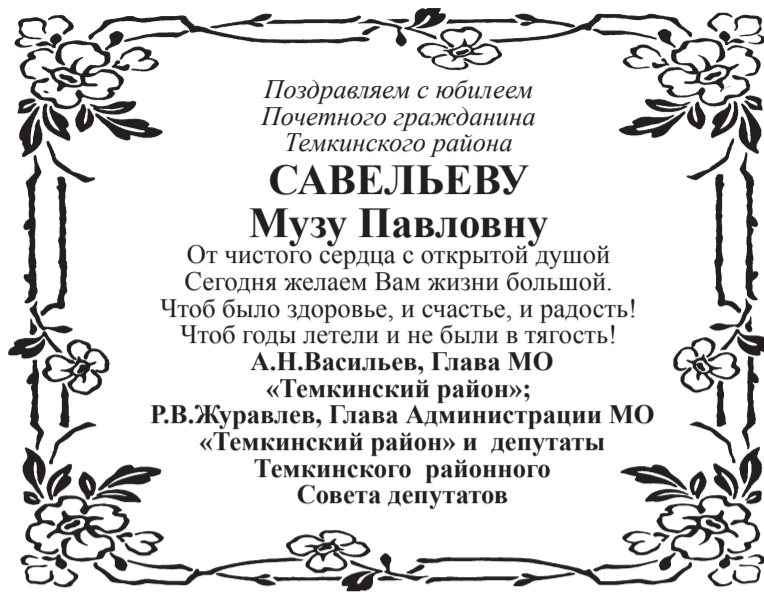 Поздравляем с юбилеем
Почетного гражданина
Темкинского района
САВЕЛЬЕВУ
Музу Павловну
От чистого сердца с открытой душой
Сегодня желаем Вам жизни большой.
Чтоб было здоровье, и счастье, и радость!
Чтоб годы летели и не были в тягость!
А.Н.Васильев, Глава МО
«Темкинский район»;
Р.В.Журавлев, Глава Администрации МО
«Темкинский район» и депутаты
Темкинского районного
Совета депутатов